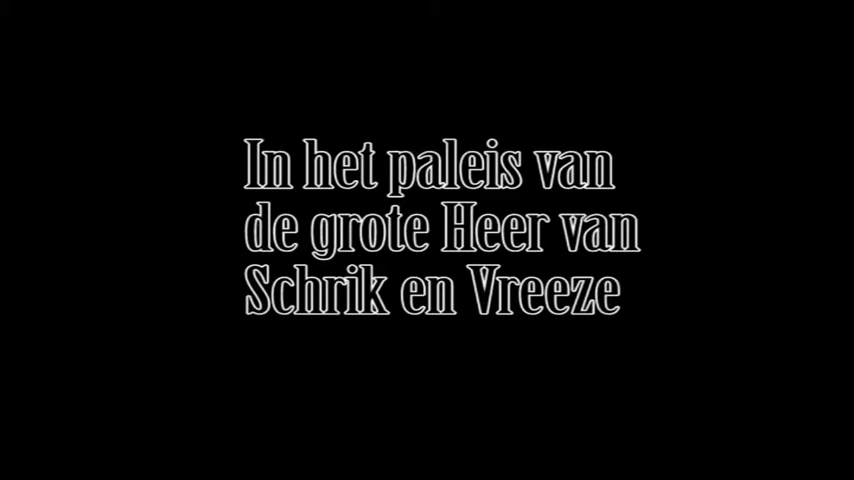 In het paleis van
de grote Heer van
Schrik en Vreeze